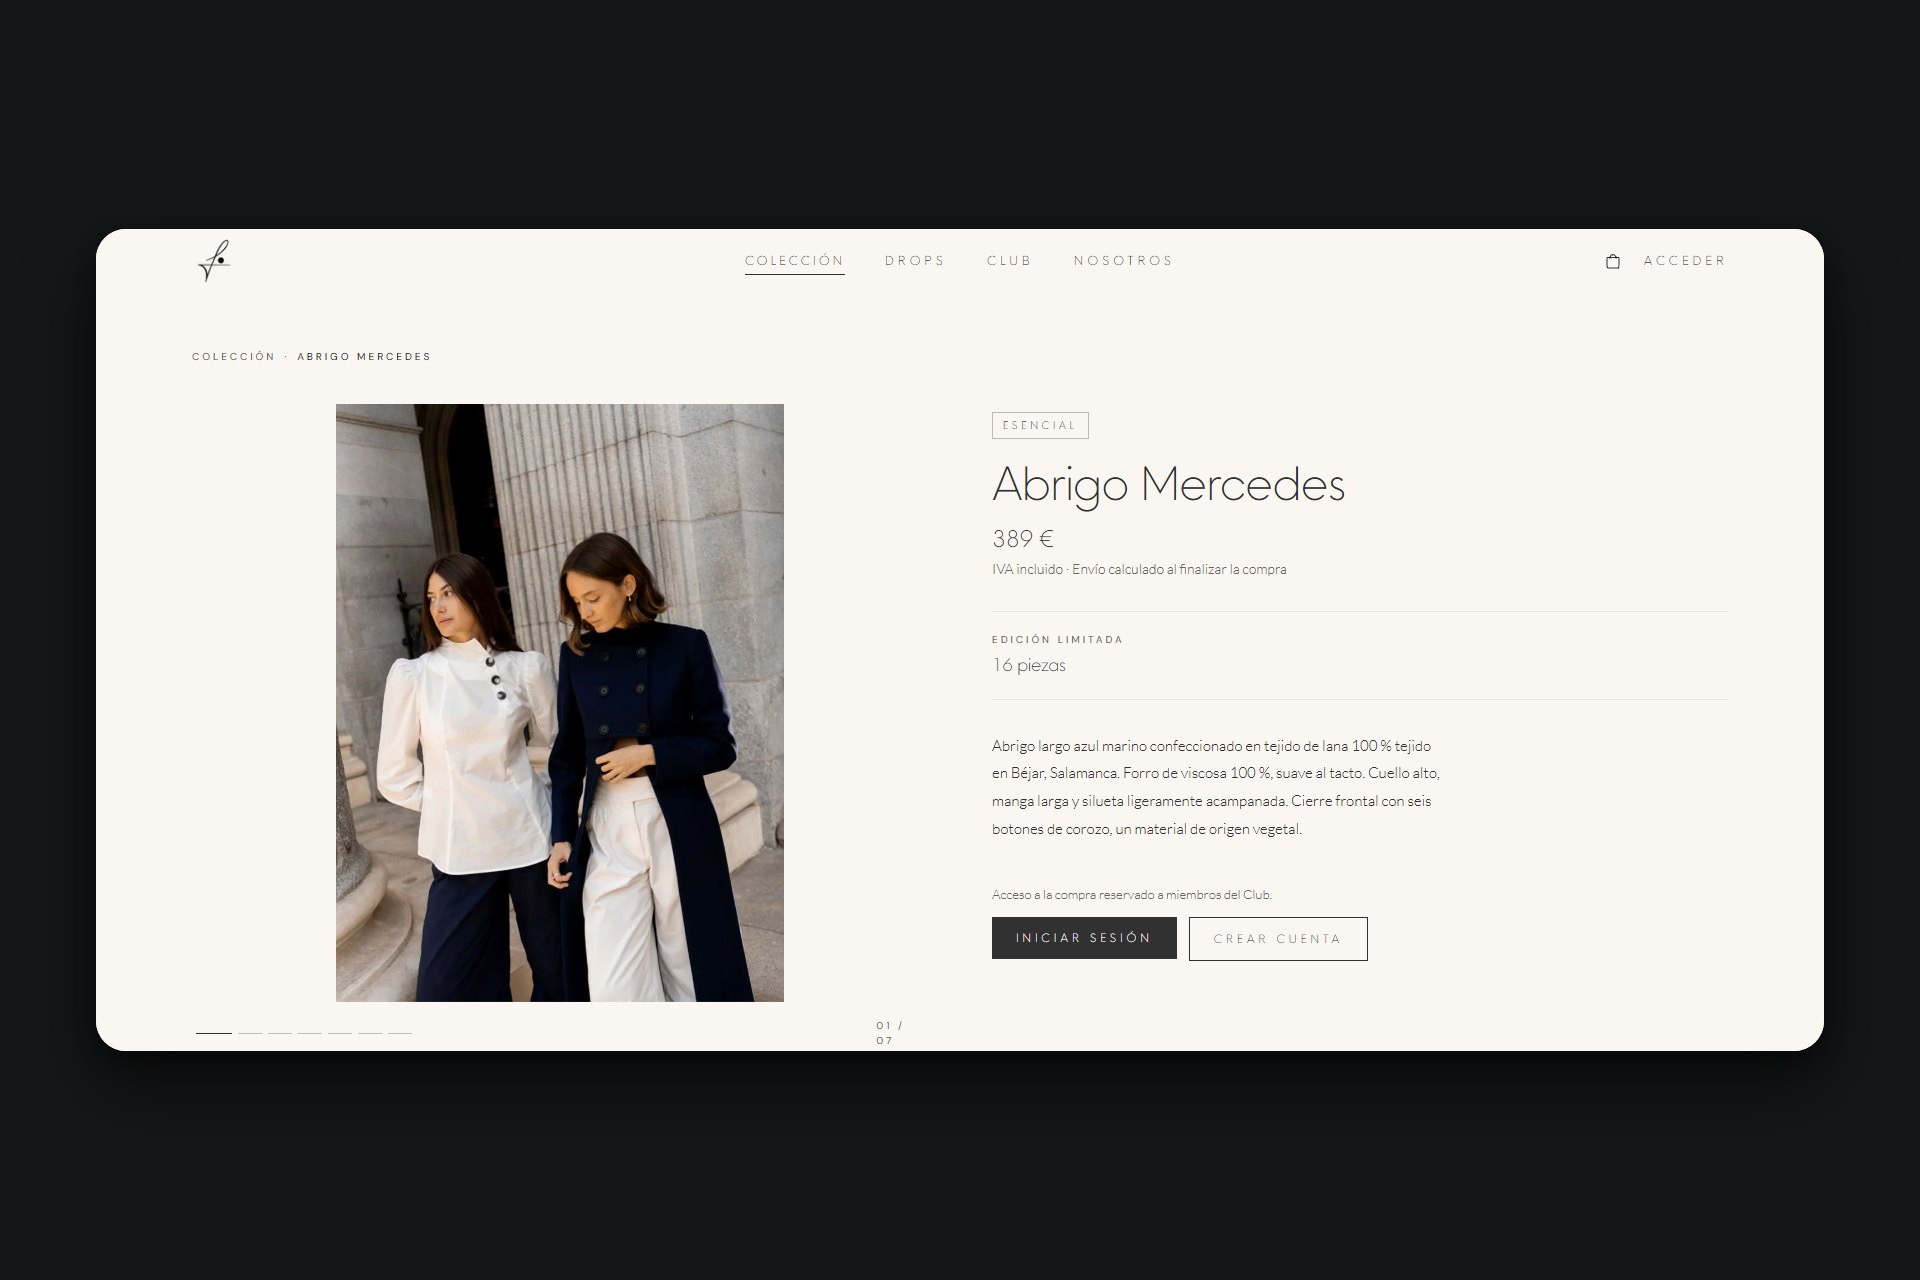 COLECCIÓN
DROPS
CLUB
NOSOTROS
ACCEDER
COLECCIÓN · ABRIGO MERCEDES
ESENCIAL
Abrigo Mercedes
389 €
IVA incluido · Envío calculado al finalizar la compra
EDICIÓN LIMITADA
16 piezas
Abrigo largo azul marino confeccionado en tejido de lana 100 % tejido
en Béjar, Salamanca. Forro de viscosa 100 %, suave al tacto. Cuello alto,
manga larga y silueta ligeramente acampanada. Cierre frontal con seis
botones de corozo, un material de origen vegetal.
Acceso a la compra reservado a miembros del Club.
INICIAR SESIÓN
CREAR CUENTA
01 /
07